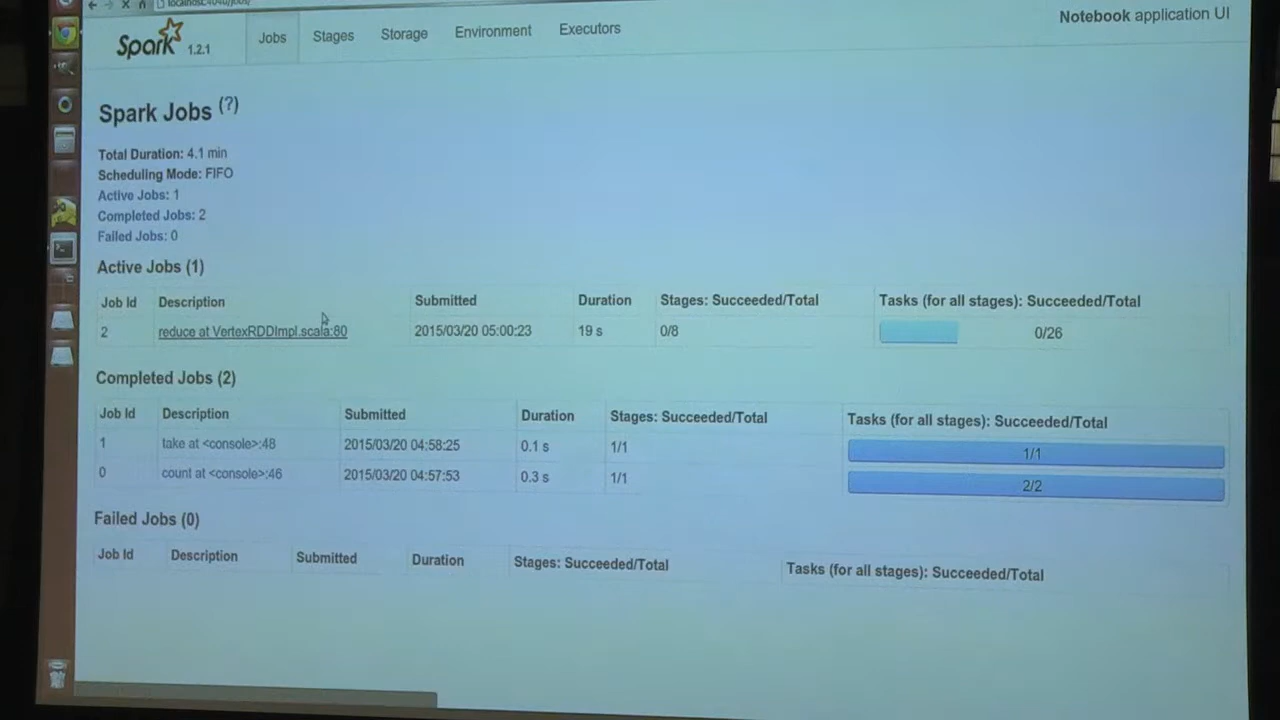 localhost:4040/jobs/
Spark 1.2.1 Jobs Stages Storage Environment Executors Notebook application UI
Spark Jobs (?)
Total Duration: 4.1 min
Scheduling Mode: FIFO
Active Jobs: 1
Completed Jobs: 2
Failed Jobs: 0
Active Jobs (1)
Job Id Description Submitted Duration Stages: Succeeded/Total Tasks (for all stages): Succeeded/Total
2 reduce at VertexRDDImpl.scala:80 2015/03/20 05:00:23 19 s 0/8 0/26
Completed Jobs (2)
Job Id Description Submitted Duration Stages: Succeeded/Total Tasks (for all stages): Succeeded/Total
1 take at <console>:48 2015/03/20 04:58:25 0.1 s 1/1 1/1
0 count at <console>:46 2015/03/20 04:57:53 0.3 s 1/1 2/2
Failed Jobs (0)
Job Id Description Submitted Duration Stages: Succeeded/Total Tasks (for all stages): Succeeded/Total